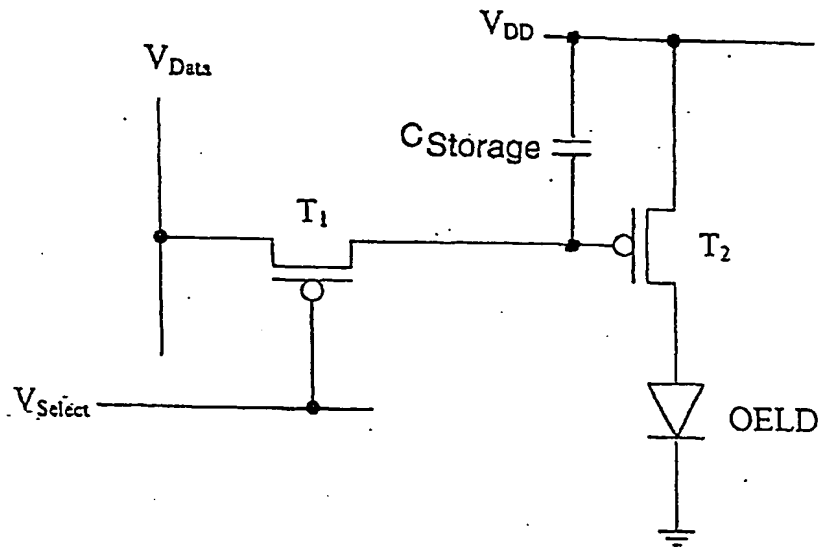 V_DD
V_Data
C_Storage
T_1
T_2
V_Select
OELD